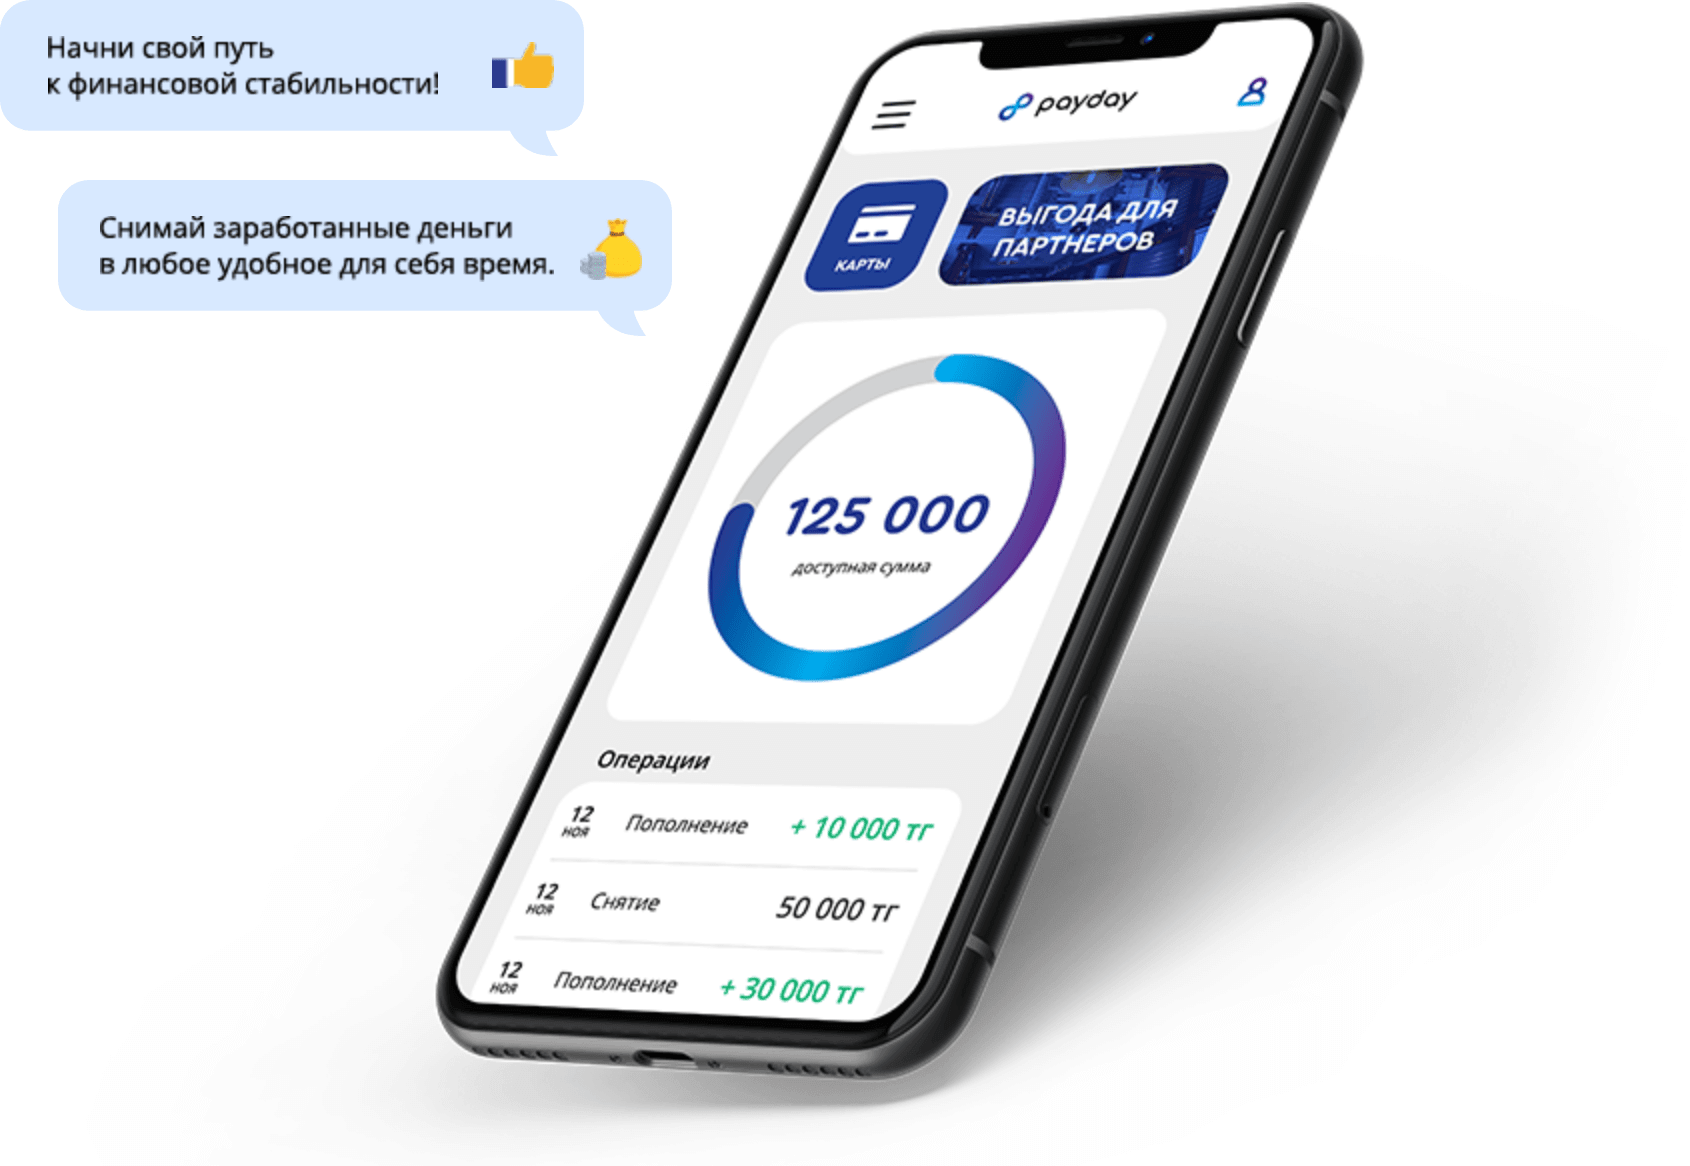 Начни свой путь
к финансовой стабильности!
Снимай заработанные деньги
в любое удобное для себя время.
payday
КАРТЫ
ВЫГОДА ДЛЯ
ПАРТНЕРОВ
125 000
доступная сумма
Операции
12
НОЯ
Пополнение
+ 10 000 тг
12
НОЯ
Снятие
50 000 тг
12
НОЯ
Пополнение
+ 30 000 тг